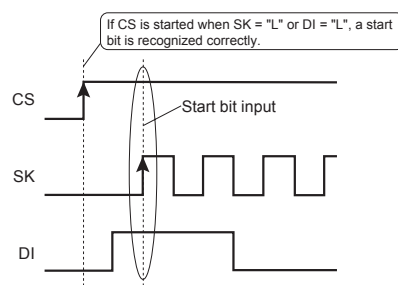 If CS is started when SK = "L" or DI = "L", a start
bit is recognized correctly.
CS
Start bit input
SK
DI